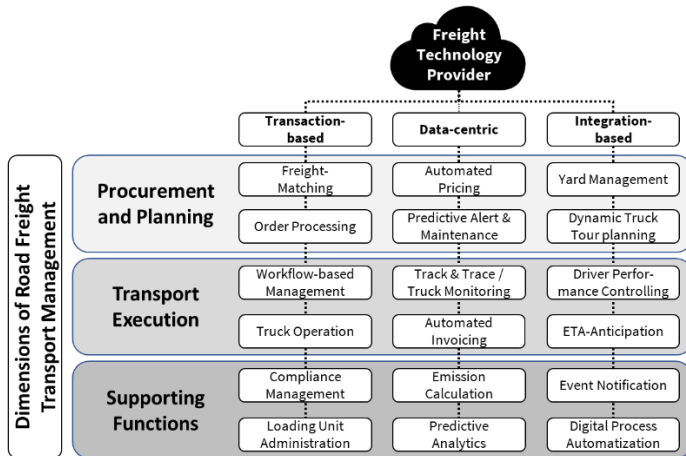 Freight
Technology
Provider
Transaction-
based
Data-centric
Integration-
based
Dimensions of Road Freight
Transport Management
Procurement
and Planning
Freight-
Matching
Automated
Pricing
Yard Management
Order Processing
Predictive Alert &
Maintenance
Dynamic Truck
Tour planning
Transport
Execution
Workflow-based
Management
Track & Trace /
Truck Monitoring
Driver Perfor-
mance Controlling
Truck Operation
Automated
Invoicing
ETA-Anticipation
Supporting
Functions
Compliance
Management
Emission
Calculation
Event Notification
Loading Unit
Administration
Predictive
Analytics
Digital Process
Automatization